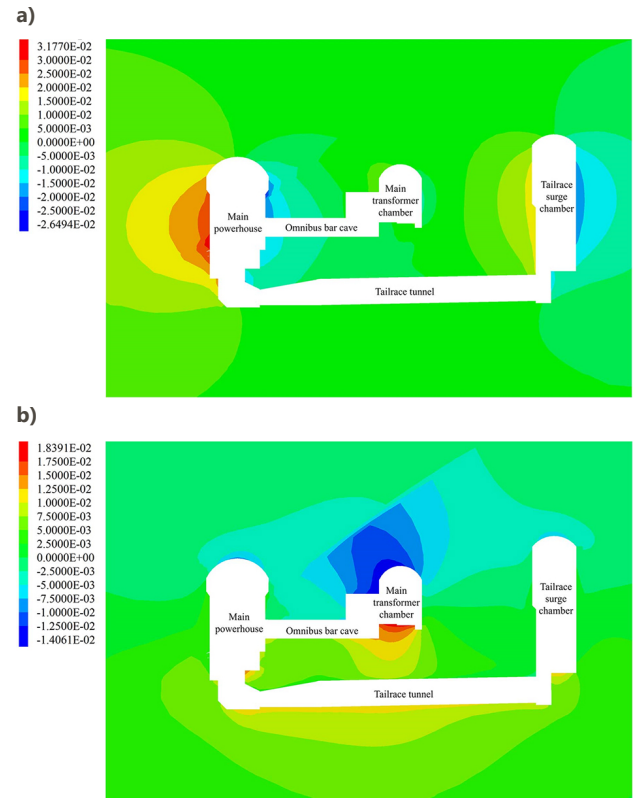 a)
3.1770E-02
3.0000E-02
2.5000E-02
2.0000E-02
1.5000E-02
1.0000E-02
5.0000E-03
0.0000E+00
-5.0000E-03
-1.0000E-02
-1.5000E-02
-2.0000E-02
-2.5000E-02
-2.6494E-02
Main
powerhouse
Omnibus bar cave
Main
transformer
chamber
Tailrace
surge
chamber
Tailrace tunnel
b)
1.8391E-02
1.7500E-02
1.5000E-02
1.2500E-02
1.0000E-02
7.5000E-03
5.0000E-03
2.5000E-03
0.0000E+00
-2.5000E-03
-5.0000E-03
-7.5000E-03
-1.0000E-02
-1.2500E-02
-1.4061E-02
Main
powerhouse
Omnibus bar cave
Main
transformer
chamber
Tailrace
surge
chamber
Tailrace tunnel